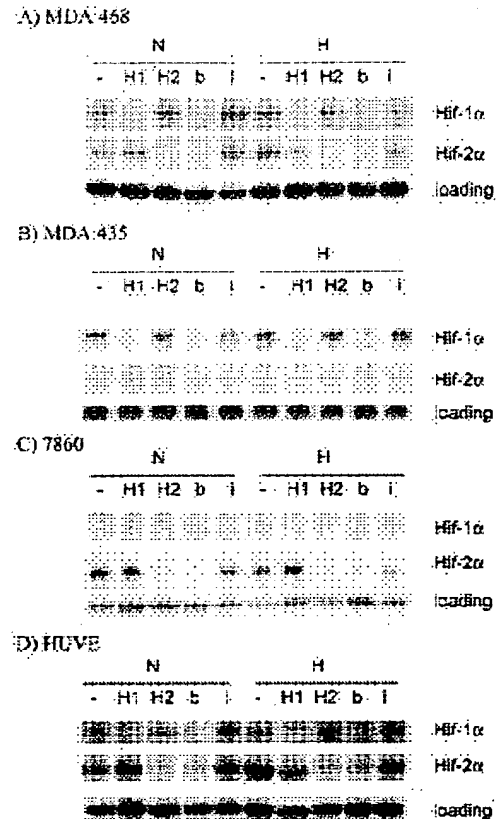 A) MDA 468
N H
- H1 H2 b i - H1 H2 b i
Hif-1α
Hif-2α
loading
B) MDA 435
N H
- H1 H2 b i - H1 H2 b i
Hif-1α
Hif-2α
loading
C) 7860
N H
- H1 H2 b i - H1 H2 b i
Hif-1α
Hif-2α
loading
D) HUVE
N H
- H1 H2 b i - H1 H2 b i
Hif-1α
Hif-2α
loading